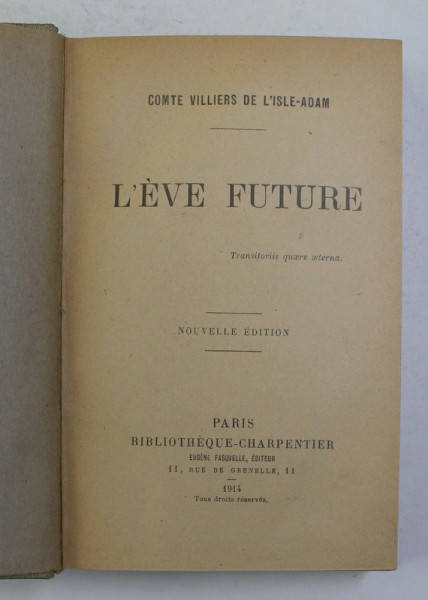 COMTE VILLIERS DE L'ISLE-ADAM
L'ÈVE FUTURE
Transitoriis quære æterna.
NOUVELLE ÉDITION
PARIS
BIBLIOTHÈQUE-CHARPENTIER
EUGÈNE FASQUELLE, ÉDITEUR
11, RUE DE GRENELLE, 11
1914
Tous droits réservés.